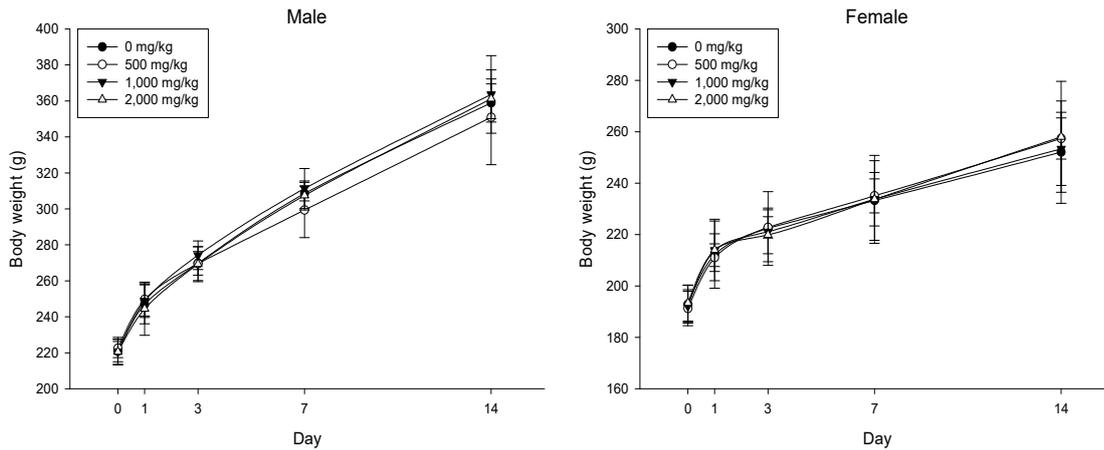 Male
Body weight (g)
400
380
360
340
320
300
280
260
240
220
200
0 mg/kg
500 mg/kg
1,000 mg/kg
2,000 mg/kg
0 1 3 7 14
Day
Female
Body weight (g)
300
280
260
240
220
200
180
160
0 mg/kg
500 mg/kg
1,000 mg/kg
2,000 mg/kg
0 1 3 7 14
Day